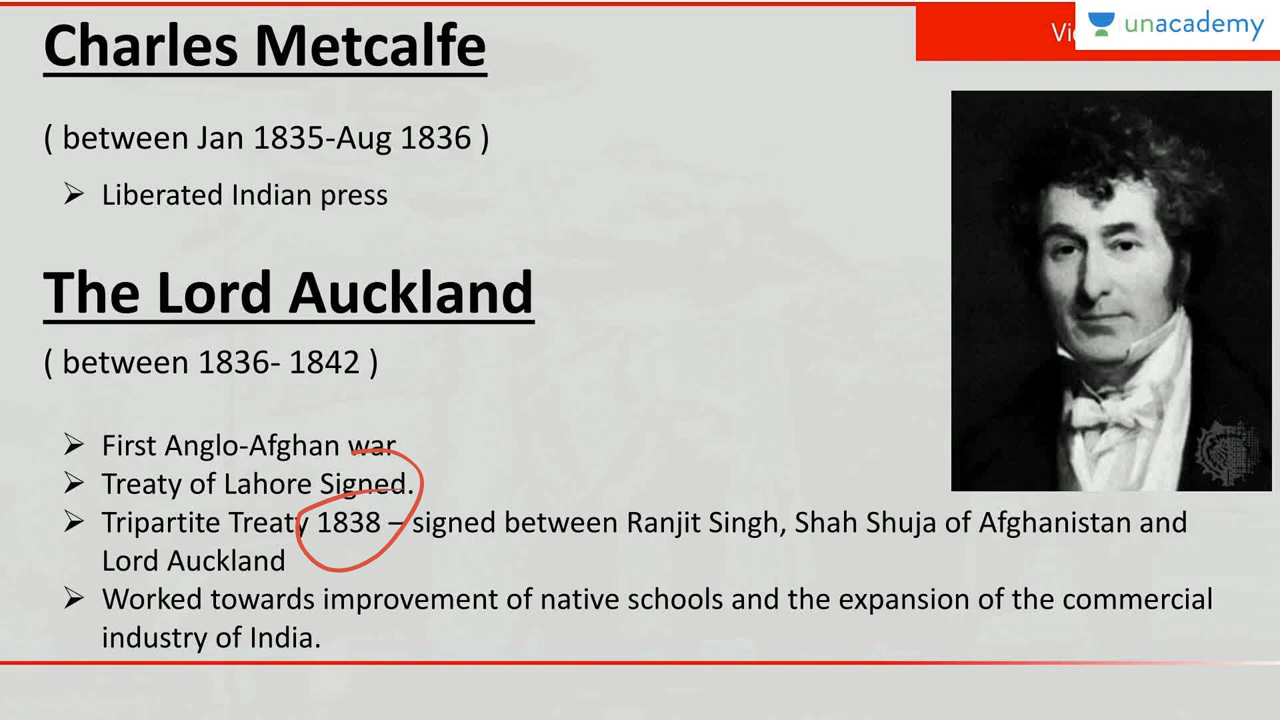 Charles Metcalfe
unacademy
( between Jan 1835-Aug 1836 )
➢ Liberated Indian press
The Lord Auckland
( between 1836- 1842 )
➢ First Anglo-Afghan war
➢ Treaty of Lahore Signed.
➢ Tripartite Treaty 1838 – signed between Ranjit Singh, Shah Shuja of Afghanistan and
Lord Auckland
➢ Worked towards improvement of native schools and the expansion of the commercial
industry of India.